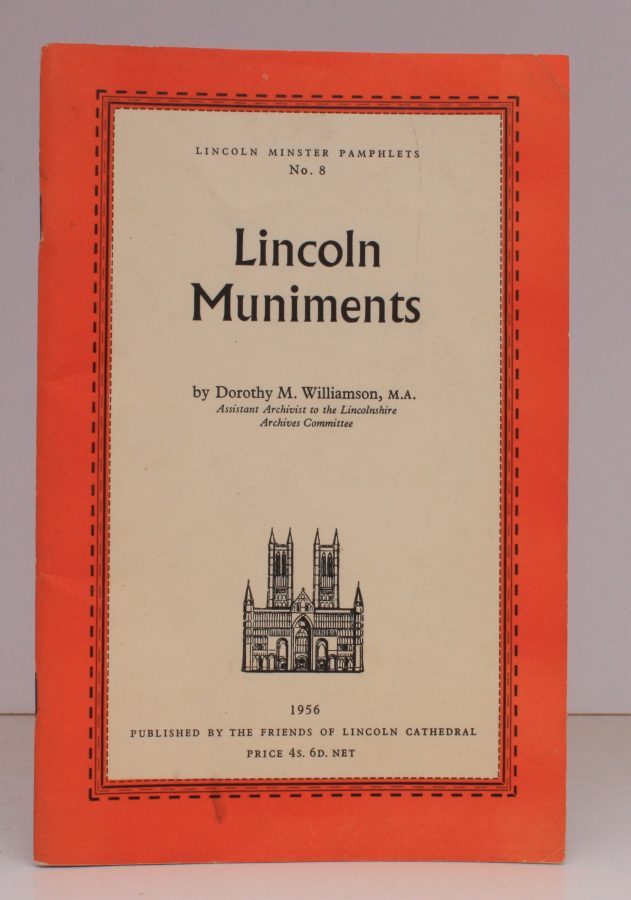 LINCOLN MINSTER PAMPHLETS
No. 8
Lincoln
Muniments
by Dorothy M. Williamson, M.A.
Assistant Archivist to the Lincolnshire
Archives Committee
1956
PUBLISHED BY THE FRIENDS OF LINCOLN CATHEDRAL
PRICE 4S. 6D. NET